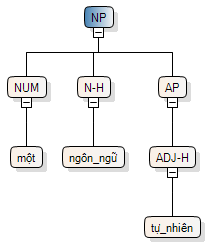 NP
NUM N-H AP
một ngôn_ngữ ADJ-H
tự_nhiên